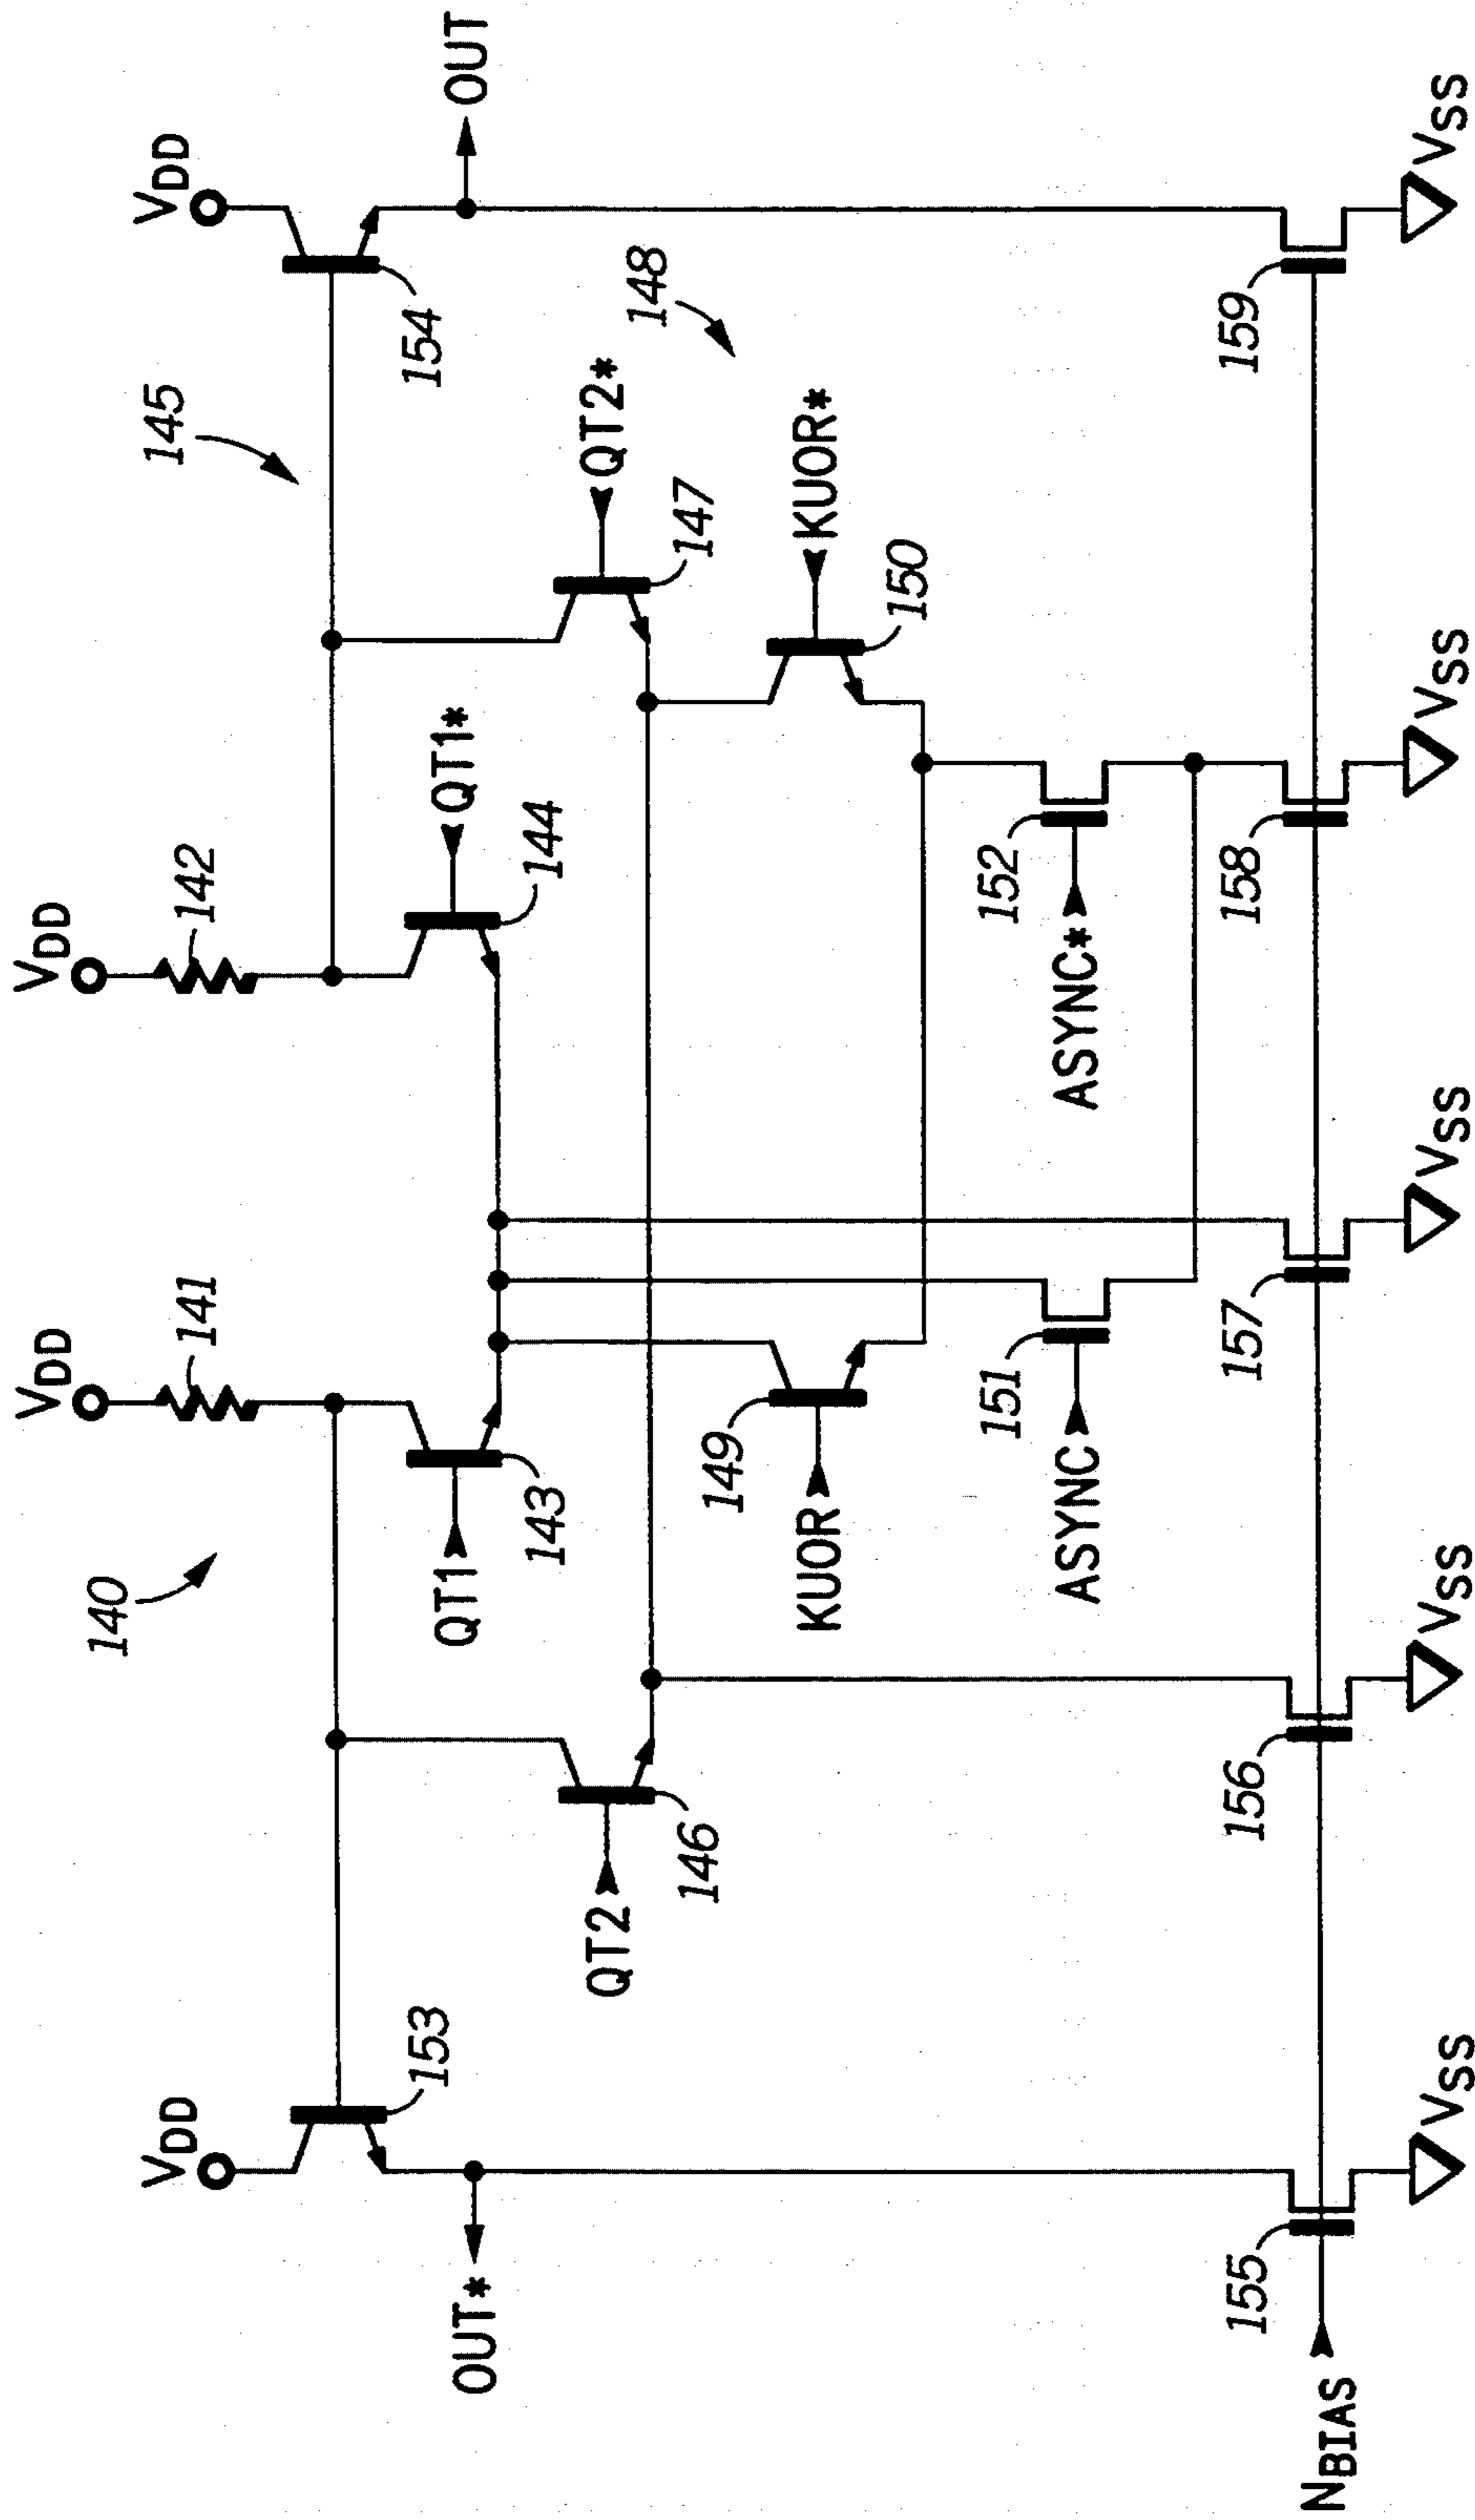 VDD
VDD
VDD
VDD
140
141
142
145
153
154
OUT*
OUT
QT1
143
QT1*
144
QT2
146
QT2*
147
148
KUOR
149
KUOR*
150
ASYNC
151
ASYNC*
152
NBIAS
155
156
157
158
159
VSS
VSS
VSS
VSS
VSS